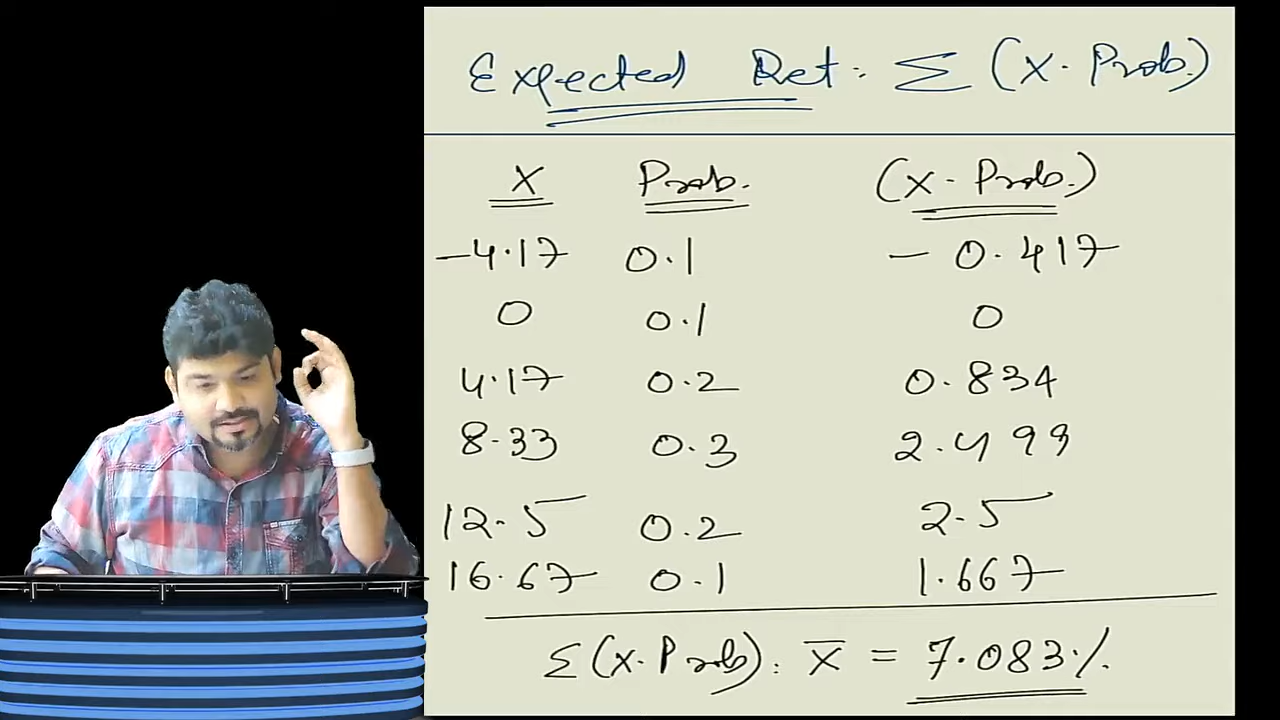 Expected Ret: Σ (X · Prob.)
X Prob. (X · Prob.)
-4.17 0.1 - 0.417
0 0.1 0
4.17 0.2 0.834
8.33 0.3 2.499
12.5 0.2 2.5
16.67 0.1 1.667
Σ(X·Prob): X̅ = 7.083%